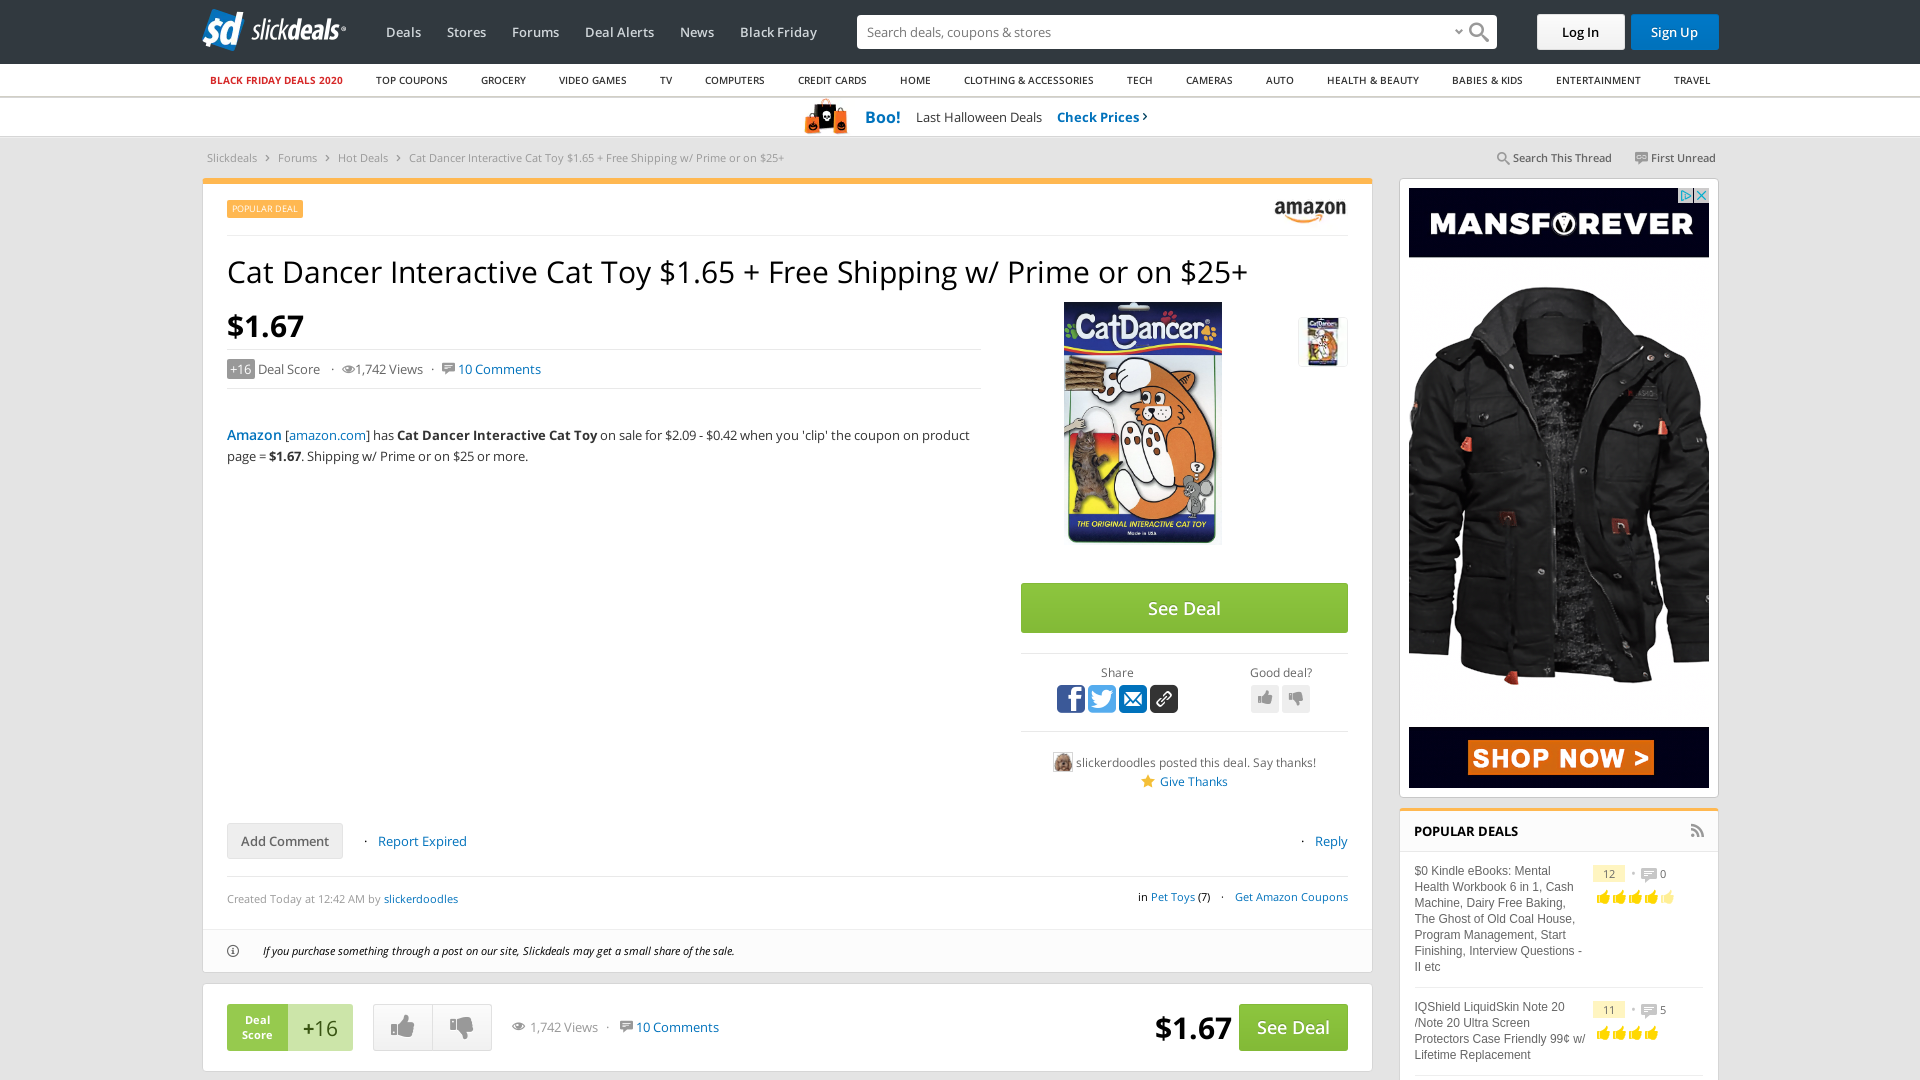 slickdeals
Deals
Stores
Forums
Deal Alerts
News
Black Friday
Search deals, coupons & stores
Log In
Sign Up
BLACK FRIDAY DEALS 2020
TOP COUPONS
GROCERY
VIDEO GAMES
TV
COMPUTERS
CREDIT CARDS
HOME
CLOTHING & ACCESSORIES
TECH
CAMERAS
AUTO
HEALTH & BEAUTY
BABIES & KIDS
ENTERTAINMENT
TRAVEL
Boo! Last Halloween Deals Check Prices ›
Slickdeals › Forums › Hot Deals › Cat Dancer Interactive Cat Toy $1.65 + Free Shipping w/ Prime or on $25+
Search This Thread
First Unread
POPULAR DEAL
amazon
Cat Dancer Interactive Cat Toy $1.65 + Free Shipping w/ Prime or on $25+
$1.67
+16 Deal Score · 1,742 Views · 10 Comments
Amazon [amazon.com] has Cat Dancer Interactive Cat Toy on sale for $2.09 - $0.42 when you 'clip' the coupon on product
page = $1.67. Shipping w/ Prime or on $25 or more.
CatDancer®
?
THE ORIGINAL INTERACTIVE CAT TOY
Made in USA
See Deal
Share
Good deal?
slickerdoodles posted this deal. Say thanks!
Give Thanks
Add Comment
· Report Expired
· Reply
Created Today at 12:42 AM by slickerdoodles
in Pet Toys (7) · Get Amazon Coupons
If you purchase something through a post on our site, Slickdeals may get a small share of the sale.
Deal
Score
+16
1,742 Views · 10 Comments
$1.67
See Deal
MANSFOREVER
SHOP NOW >
POPULAR DEALS
$0 Kindle eBooks: Mental
Health Workbook 6 in 1, Cash
Machine, Dairy Free Baking,
The Ghost of Old Coal House,
Program Management, Start
Finishing, Interview Questions -
II etc
12 • 0
IQShield LiquidSkin Note 20
/Note 20 Ultra Screen
Protectors Case Friendly 99¢ w/
Lifetime Replacement
11 • 5